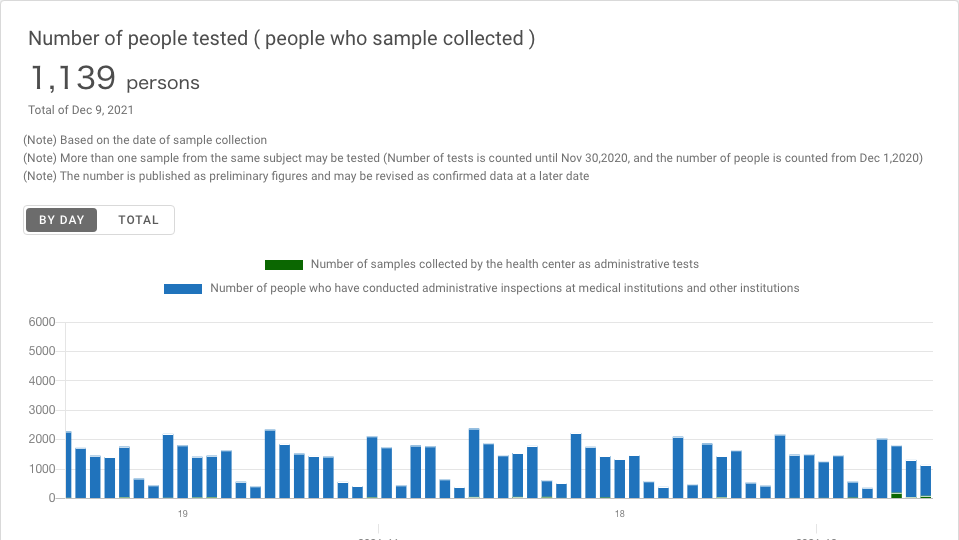 Number of people tested ( people who sample collected )
1,139 persons
Total of Dec 9, 2021
(Note) Based on the date of sample collection
(Note) More than one sample from the same subject may be tested (Number of tests is counted until Nov 30,2020, and the number of people is counted from Dec 1,2020)
(Note) The number is published as preliminary figures and may be revised as confirmed data at a later date
BY DAY TOTAL
Number of samples collected by the health center as administrative tests
Number of people who have conducted administrative inspections at medical institutions and other institutions
6000
5000
4000
3000
2000
1000
0
19 18